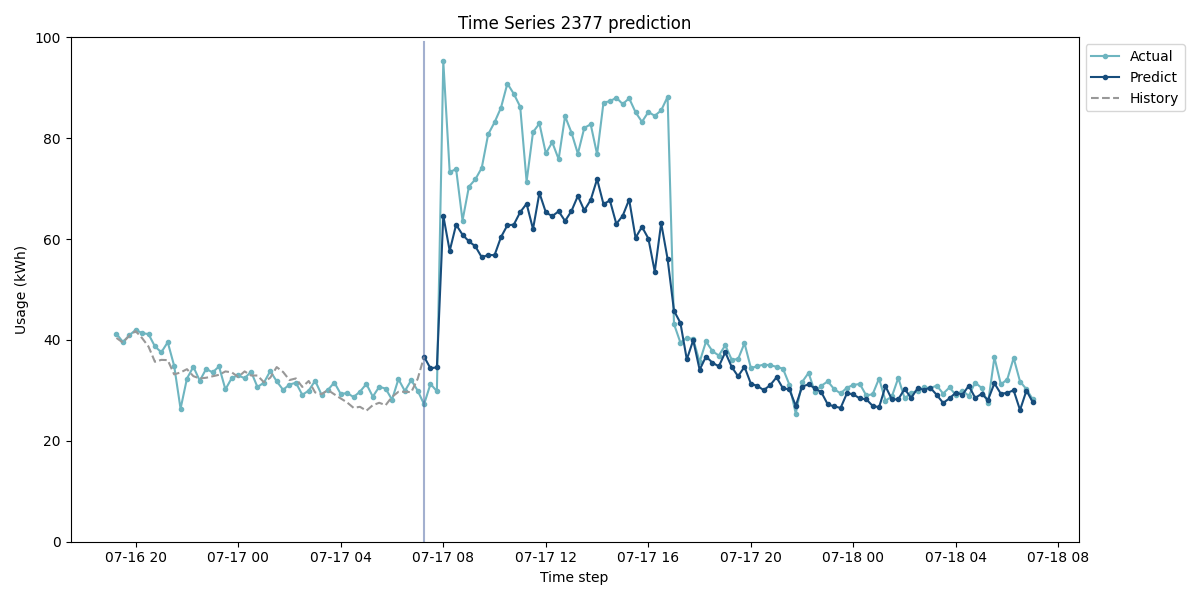 Time Series 2377 prediction
Usage (kWh)
100
80
60
40
20
0
07-16 20
07-17 00
07-17 04
07-17 08
07-17 12
07-17 16
07-17 20
07-18 00
07-18 04
07-18 08
Time step
Actual
Predict
History